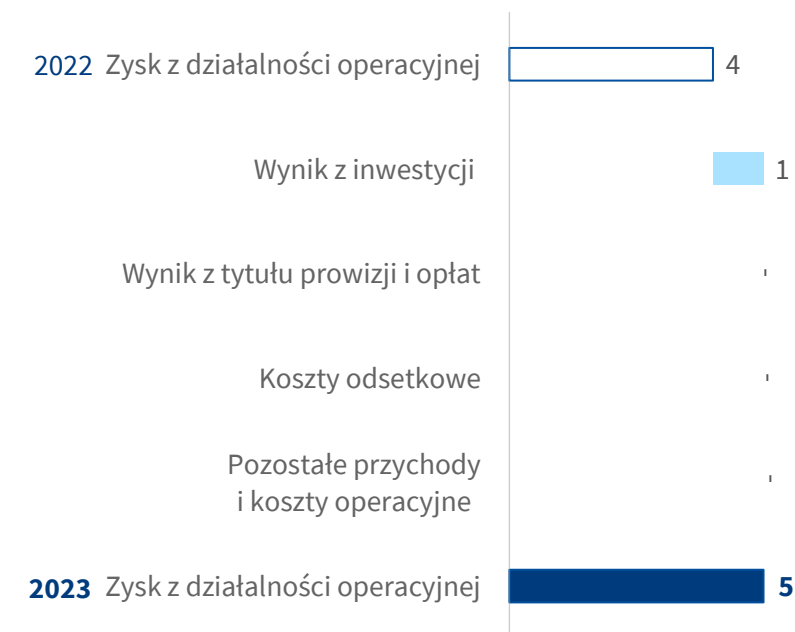 2022 Zysk z działalności operacyjnej 4
Wynik z inwestycji 1
Wynik z tytułu prowizji i opłat -
Koszty odsetkowe -
Pozostałe przychody
i koszty operacyjne -
2023 Zysk z działalności operacyjnej 5